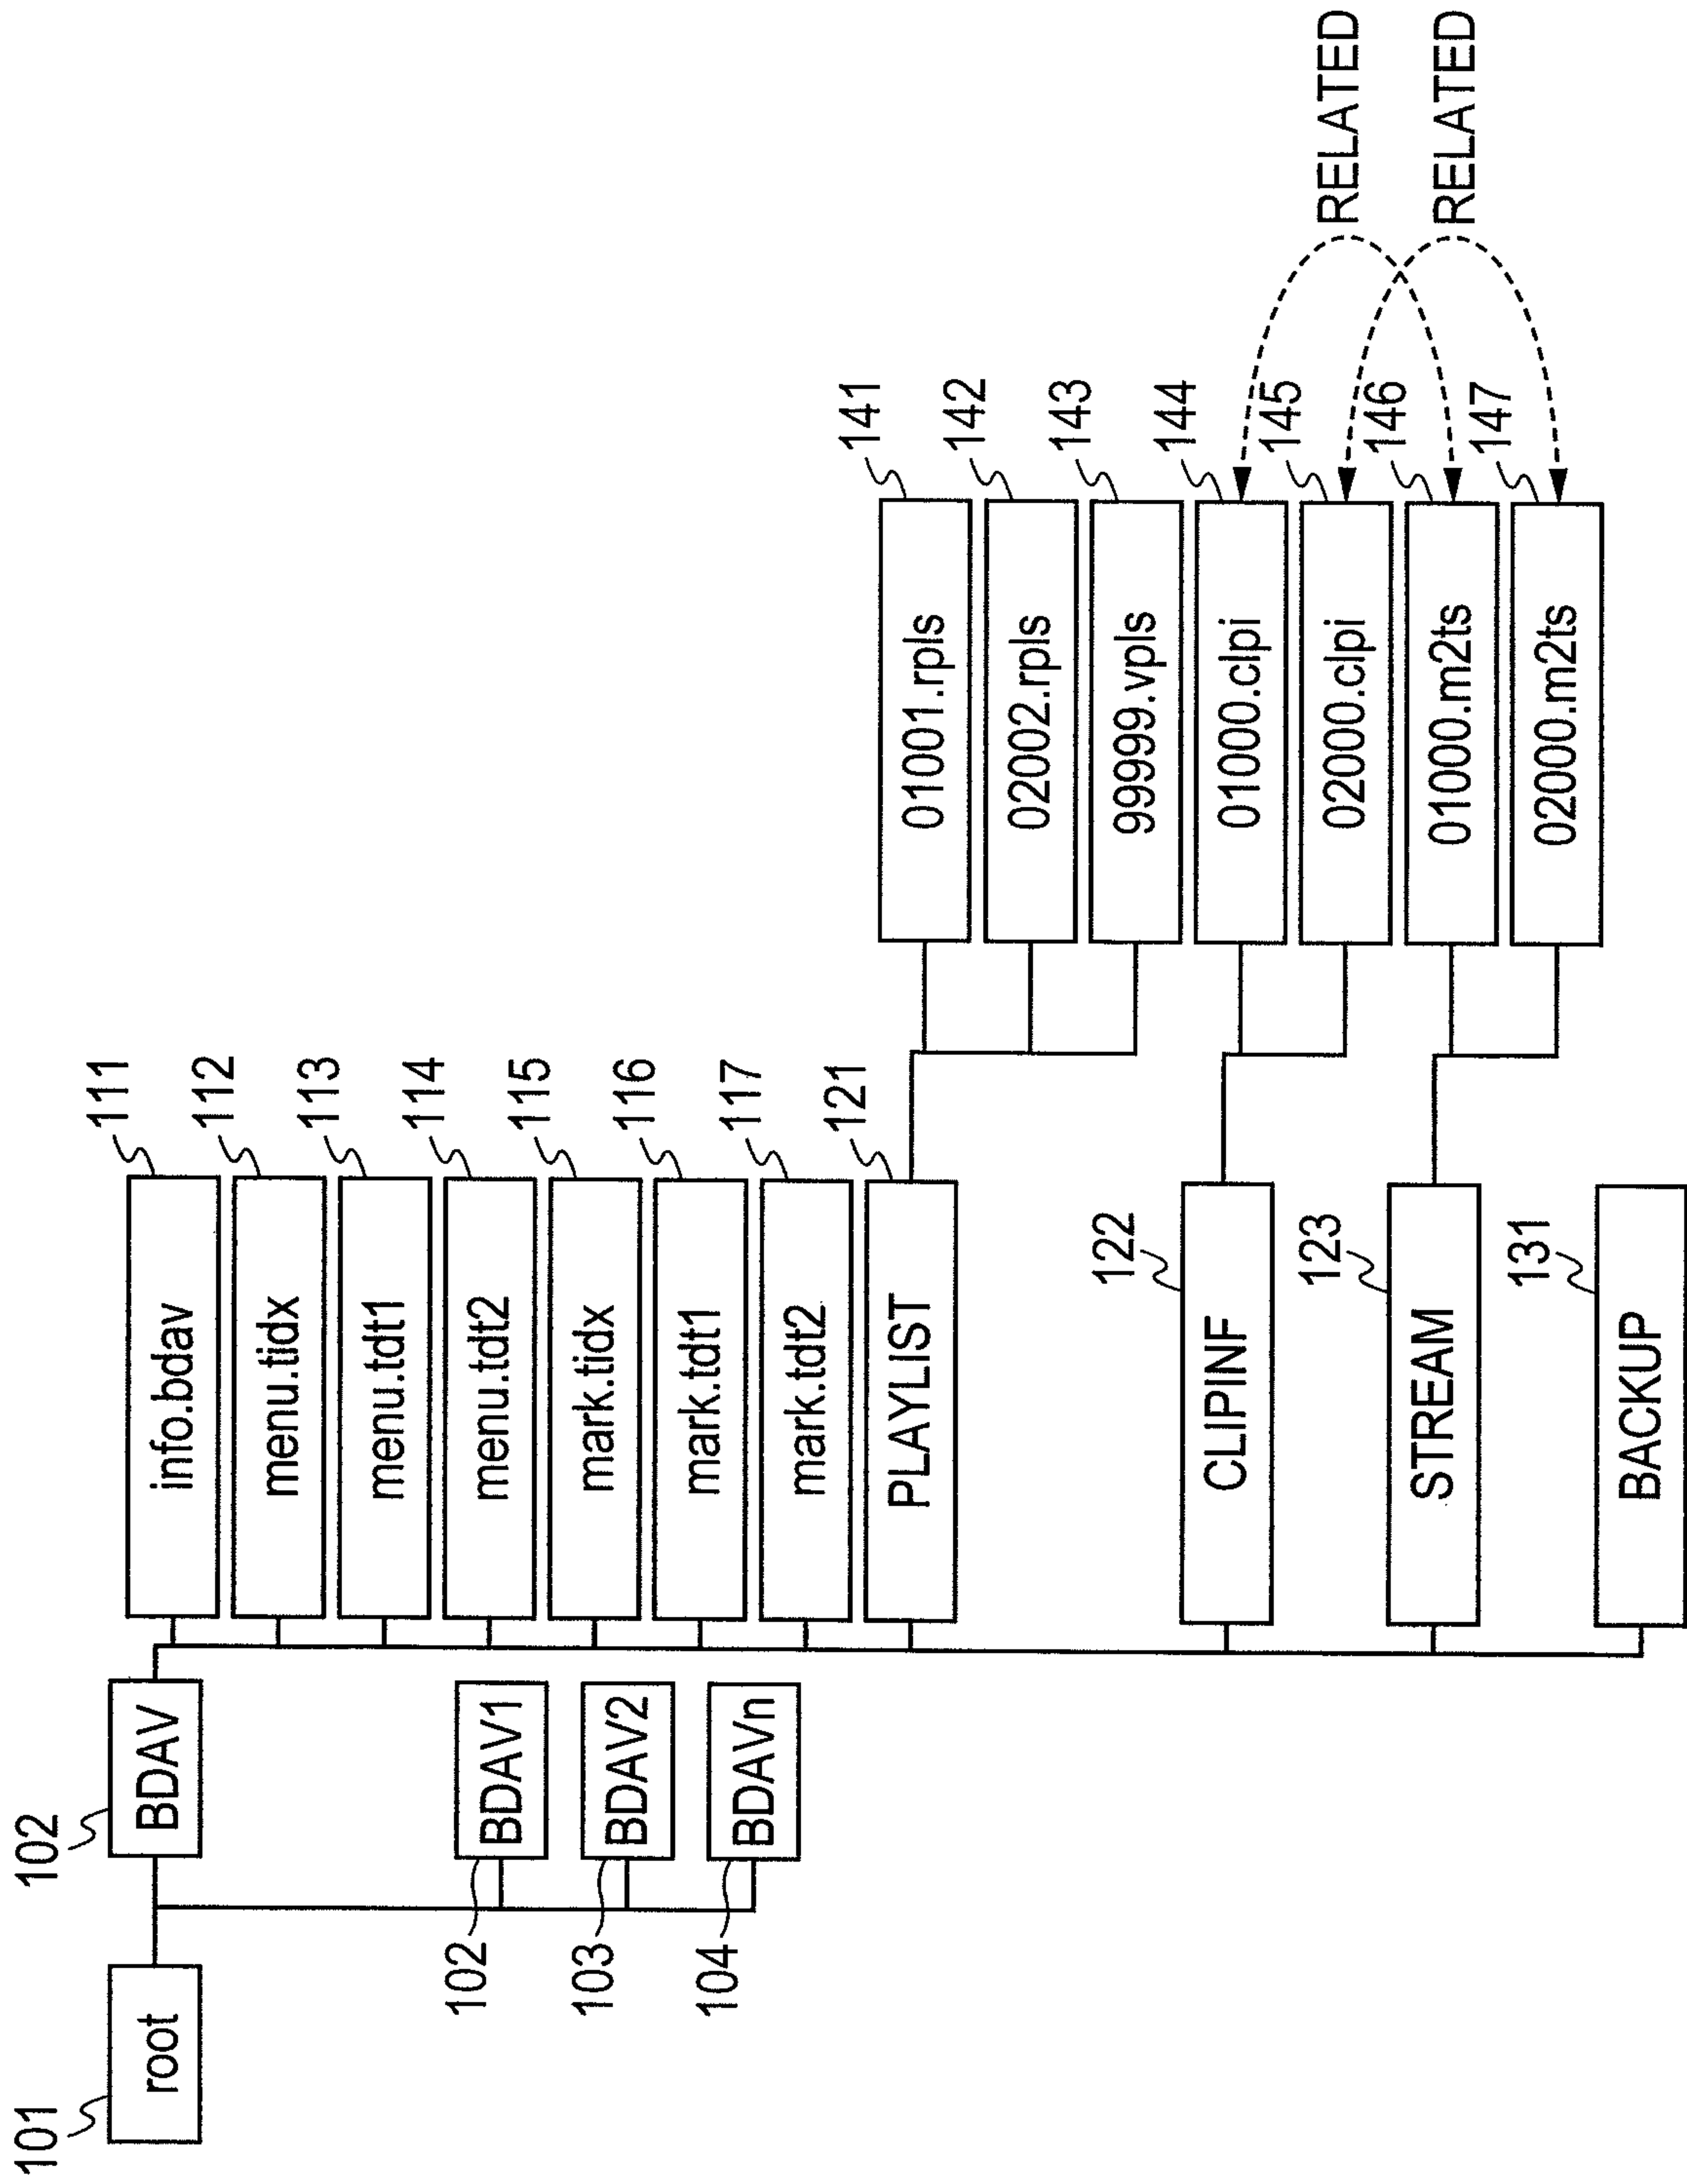 101
root
102
BDAV
102
BDAV1
103
BDAV2
104
BDAVn
111
info.bdav
112
menu.tidx
113
menu.tdt1
114
menu.tdt2
115
mark.tidx
116
mark.tdt1
117
mark.tdt2
121
PLAYLIST
122
CLIPINF
123
STREAM
131
BACKUP
141
01001.rpls
142
02002.rpls
143
99999.vpls
144
01000.clpi
145
02000.clpi
146
01000.m2ts
147
02000.m2ts
RELATED
RELATED